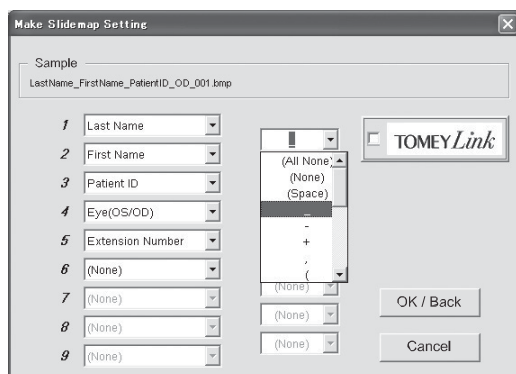 Make Slidemap Setting
Sample
LastName_FirstName_PatientID_OD_001.bmp
1 Last Name
2 First Name
3 Patient ID
4 Eye(OS/OD)
5 Extension Number
6 (None)
7 (None)
8 (None)
9 (None)
_
(All None)
(None)
(Space)
_
-
+
,
(
(None)
(None)
(None)
TOMEY Link
OK / Back
Cancel